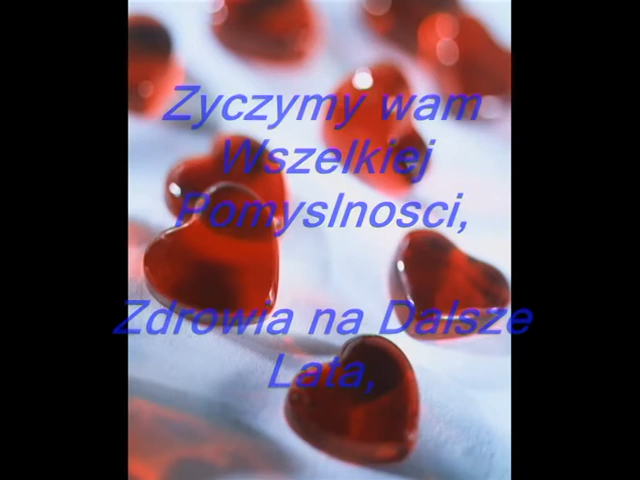 Zyczymy wam
Wszelkiej
Pomyslnosci,
Zdrowia na Dalsze
Lata,